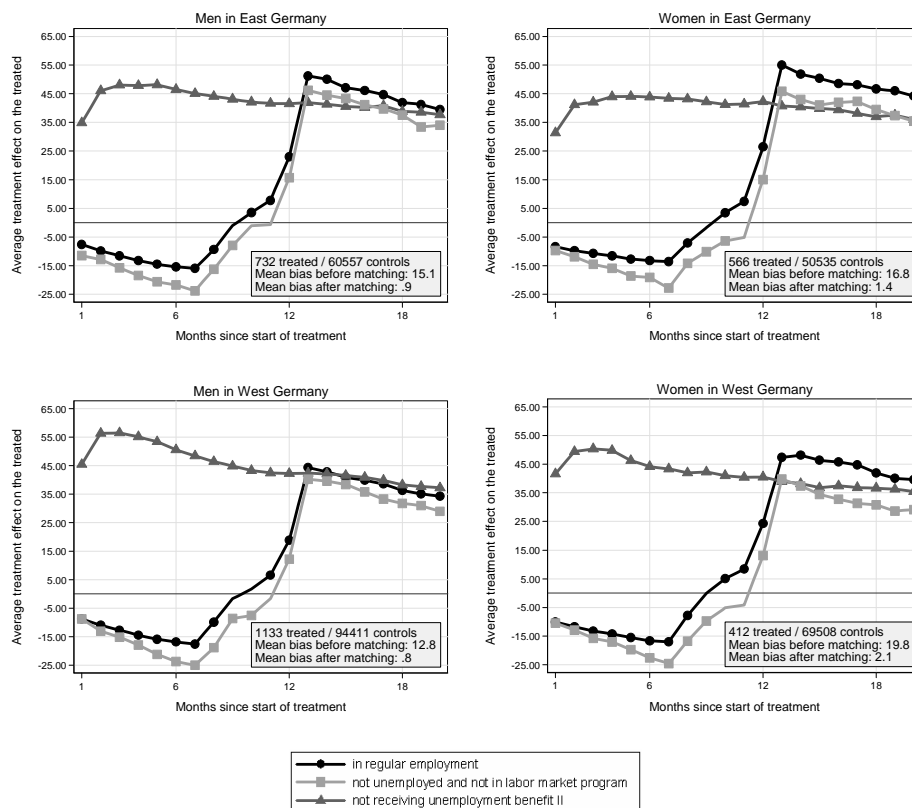 Men in East Germany
Average treatment effect on the treated
65.00
55.00
45.00
35.00
25.00
15.00
5.00
-5.00
-15.00
-25.00
732 treated / 60557 controls
Mean bias before matching: 15.1
Mean bias after matching: .9
1 6 12 18
Months since start of treatment
Women in East Germany
Average treatment effect on the treated
65.00
55.00
45.00
35.00
25.00
15.00
5.00
-5.00
-15.00
-25.00
566 treated / 50535 controls
Mean bias before matching: 16.8
Mean bias after matching: 1.4
1 6 12 18
Months since start of treatment
Men in West Germany
Average treatment effect on the treated
65.00
55.00
45.00
35.00
25.00
15.00
5.00
-5.00
-15.00
-25.00
1133 treated / 94411 controls
Mean bias before matching: 12.8
Mean bias after matching: .8
1 6 12 18
Months since start of treatment
Women in West Germany
Average treatment effect on the treated
65.00
55.00
45.00
35.00
25.00
15.00
5.00
-5.00
-15.00
-25.00
412 treated / 69508 controls
Mean bias before matching: 19.8
Mean bias after matching: 2.1
1 6 12 18
Months since start of treatment
in regular employment
not unemployed and not in labor market program
not receiving unemployment benefit II